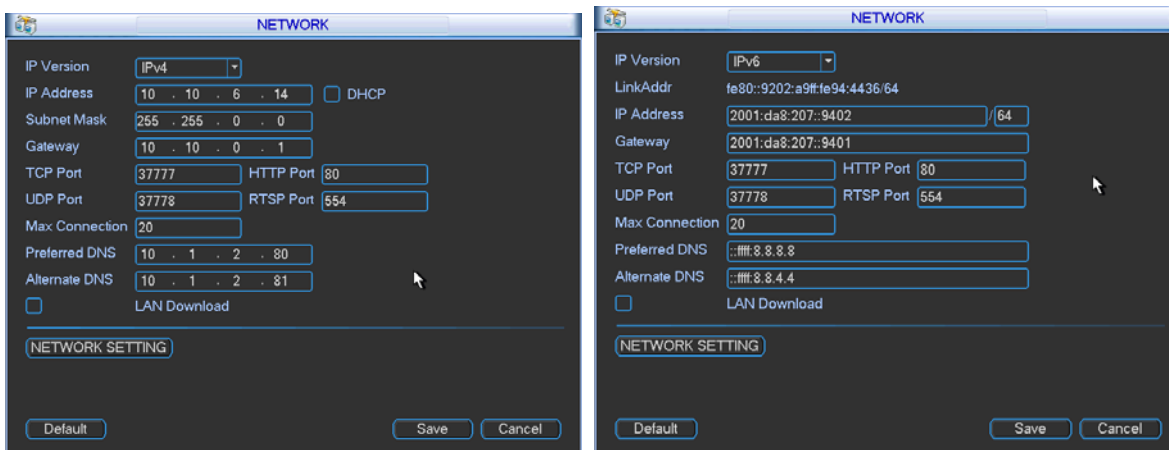 NETWORK
IP Version IPv4
IP Address 10 . 10 . 6 . 14 DHCP
Subnet Mask 255 . 255 . 0 . 0
Gateway 10 . 10 . 0 . 1
TCP Port 37777 HTTP Port 80
UDP Port 37778 RTSP Port 554
Max Connection 20
Preferred DNS 10 . 1 . 2 . 80
Alternate DNS 10 . 1 . 2 . 81
LAN Download
NETWORK SETTING
Default Save Cancel
NETWORK
IP Version IPv6
LinkAddr fe80::9202:a9ff:fe94:4436/64
IP Address 2001:da8:207::9402 / 64
Gateway 2001:da8:207::9401
TCP Port 37777 HTTP Port 80
UDP Port 37778 RTSP Port 554
Max Connection 20
Preferred DNS ::ffff:8.8.8.8
Alternate DNS ::ffff:8.8.4.4
LAN Download
NETWORK SETTING
Default Save Cancel